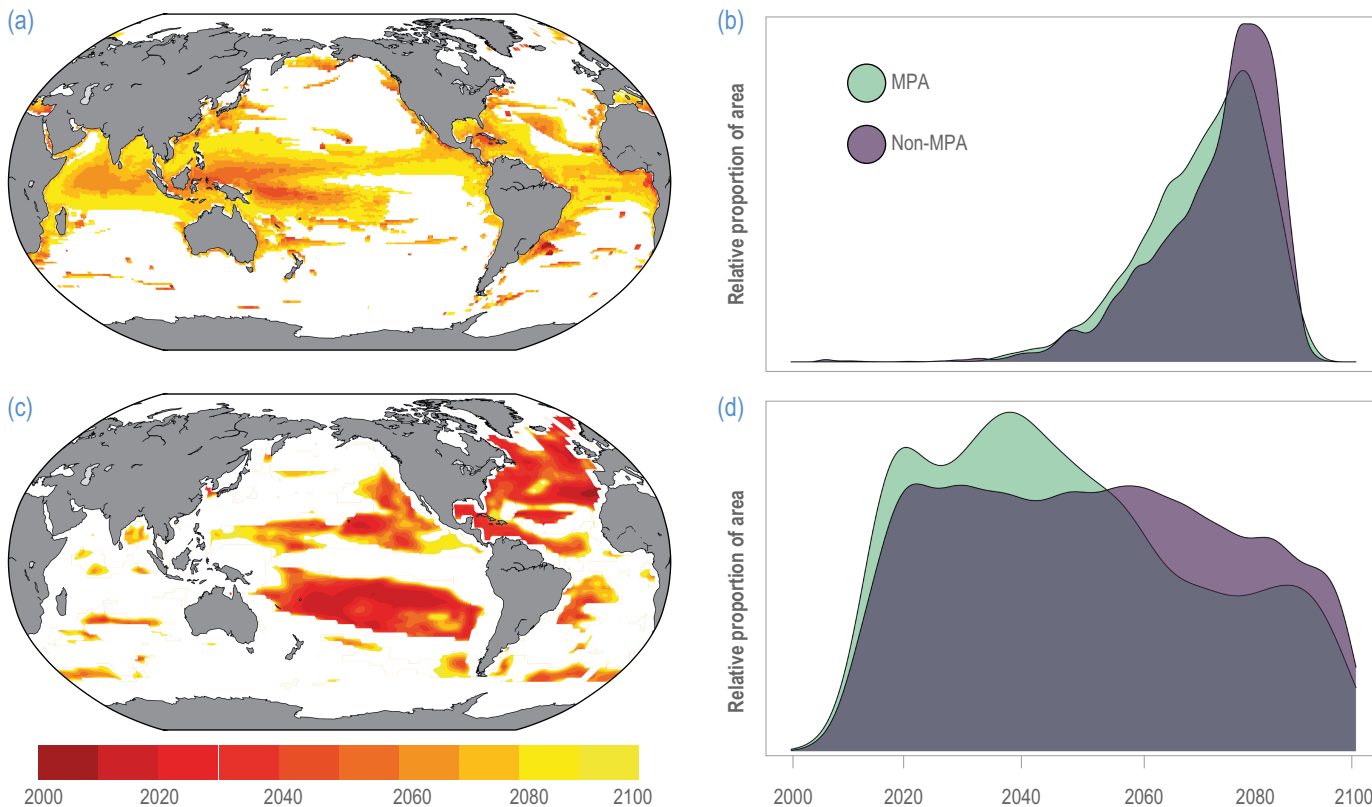 (a)
(b)
Relative proportion of area
MPA
Non-MPA
(c)
(d)
Relative proportion of area
2000 2020 2040 2060 2080 2100
2000 2020 2040 2060 2080 2100